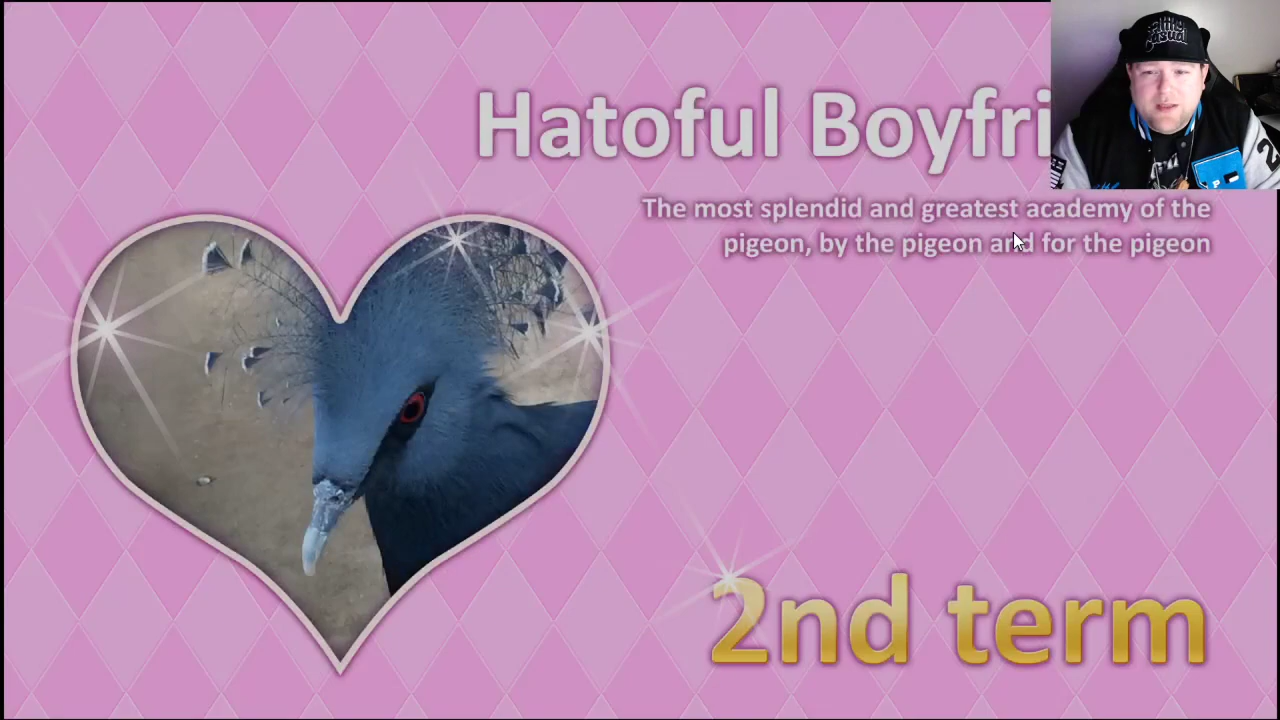 Hatoful Boyfri
The most splendid and greatest academy of the
pigeon, by the pigeon and for the pigeon
2nd term